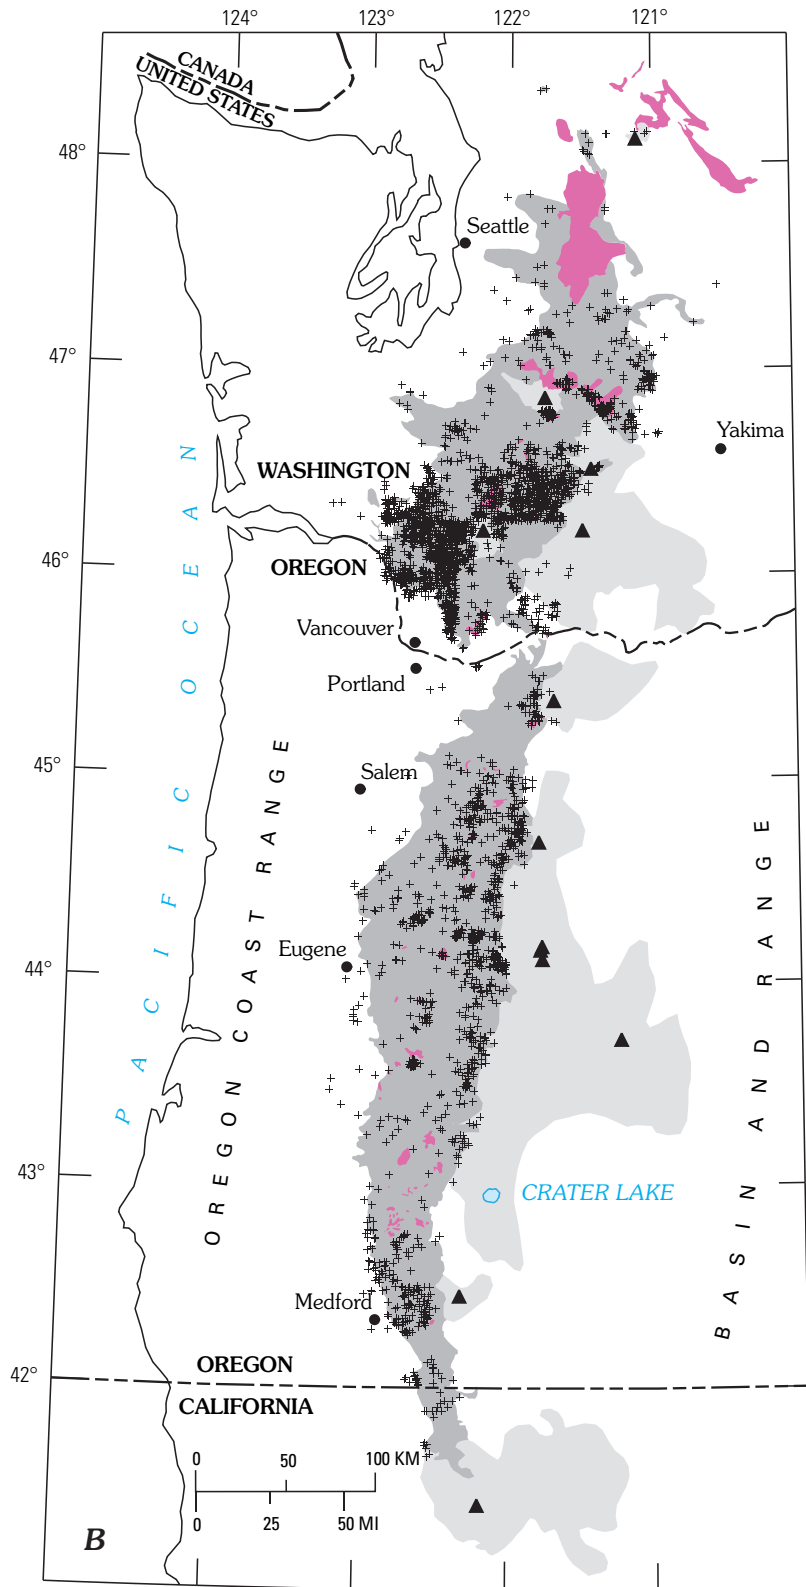 124° 123° 122° 121°
CANADA
UNITED STATES
48°
Seattle
47°
Yakima
WASHINGTON
46°
OREGON
Vancouver
Portland
45°
Salem
PACIFIC OCEAN
OREGON COAST RANGE
BASIN AND RANGE
Eugene
44°
43°
CRATER LAKE
Medford
42°
OREGON
CALIFORNIA
0 50 100 KM
0 25 50 MI
B